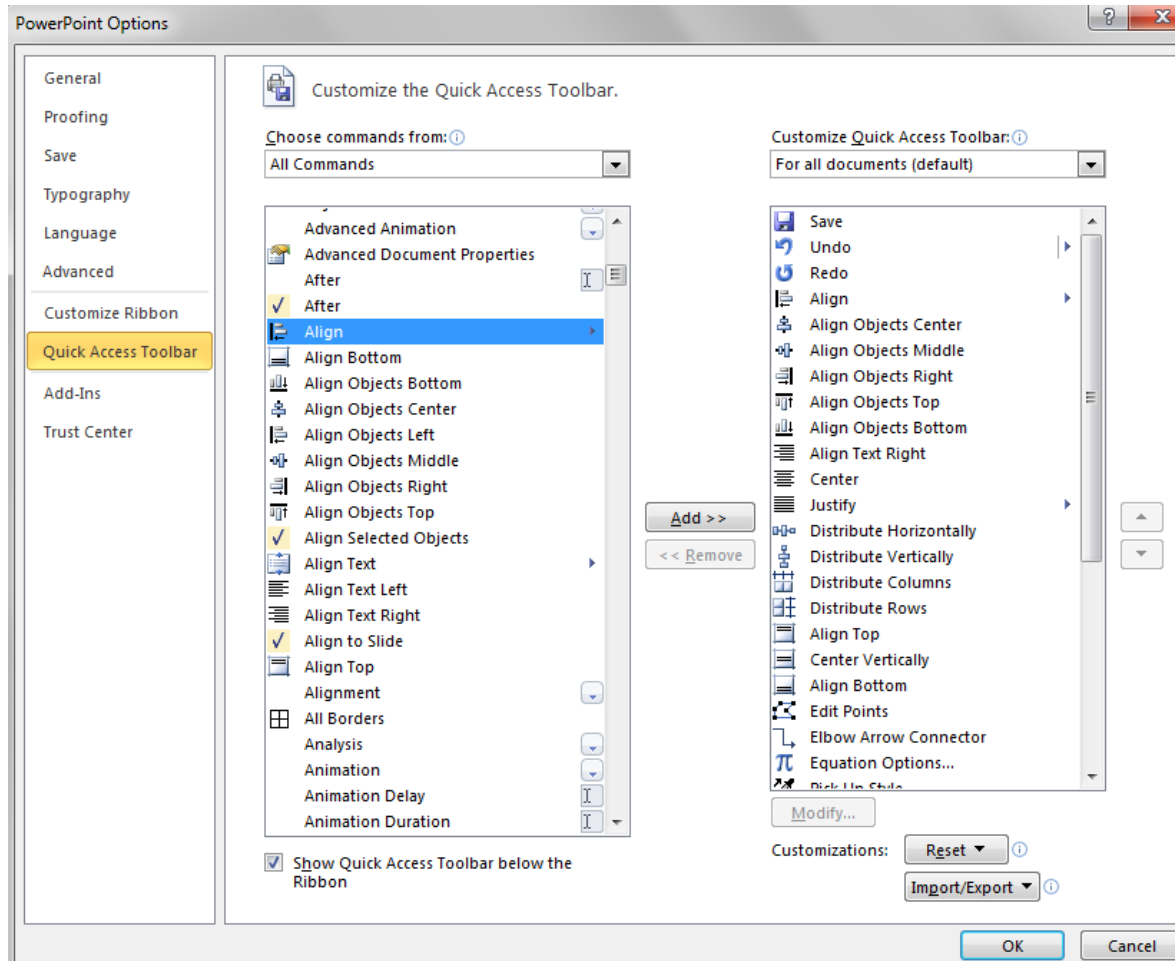 PowerPoint Options
General
Proofing
Save
Typography
Language
Advanced
Customize Ribbon
Quick Access Toolbar
Add-Ins
Trust Center
Customize the Quick Access Toolbar.
Choose commands from:
All Commands
Advanced Animation
Advanced Document Properties
After
After
Align
Align Bottom
Align Objects Bottom
Align Objects Center
Align Objects Left
Align Objects Middle
Align Objects Right
Align Objects Top
Align Selected Objects
Align Text
Align Text Left
Align Text Right
Align to Slide
Align Top
Alignment
All Borders
Analysis
Animation
Animation Delay
Animation Duration
Show Quick Access Toolbar below the
Ribbon
Add >>
<< Remove
Customize Quick Access Toolbar:
For all documents (default)
Save
Undo
Redo
Align
Align Objects Center
Align Objects Middle
Align Objects Right
Align Objects Top
Align Objects Bottom
Align Text Right
Center
Justify
Distribute Horizontally
Distribute Vertically
Distribute Columns
Distribute Rows
Align Top
Center Vertically
Align Bottom
Edit Points
Elbow Arrow Connector
Equation Options...
Pick Up Style
Modify...
Customizations:
Reset
Import/Export
OK
Cancel